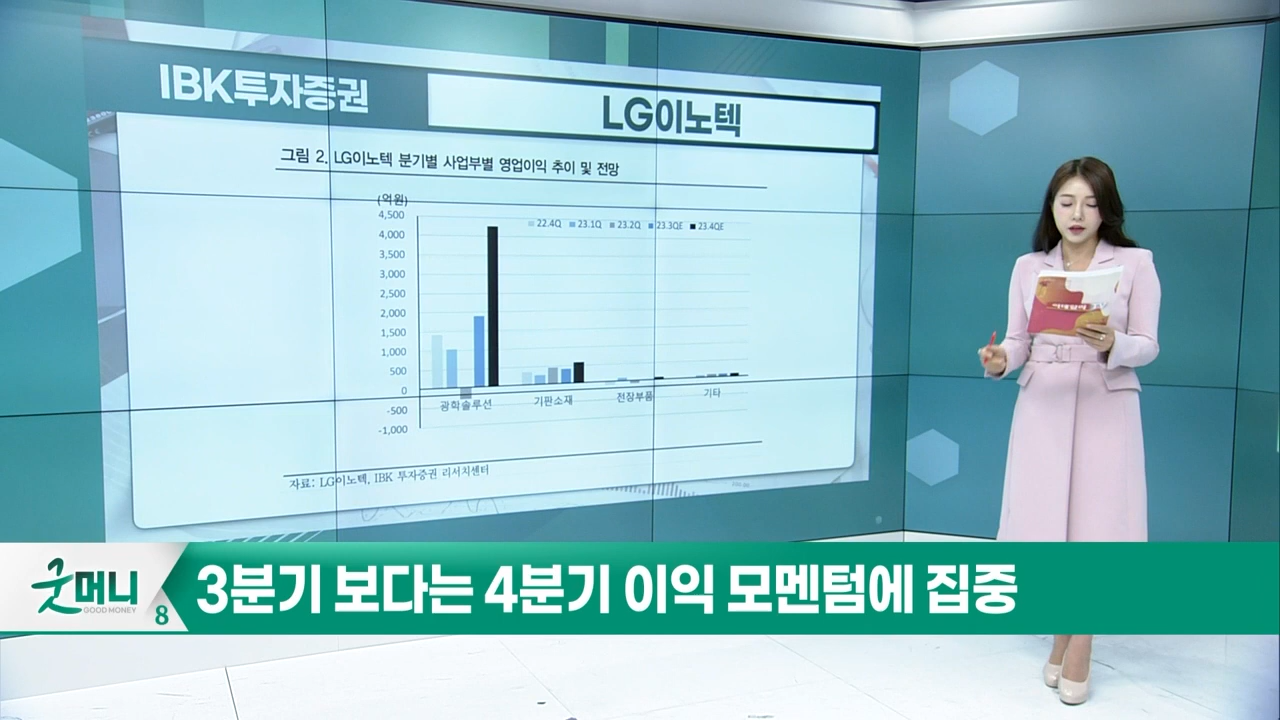 IBK투자증권
LG이노텍
그림 2. LG이노텍 분기별 사업부별 영업이익 추이 및 전망
(억원)
22.4Q 23.1Q 23.2Q 23.3QE 23.4QE
4,500
4,000
3,500
3,000
2,500
2,000
1,500
1,000
500
0
-500
-1,000
광학솔루션 기판소재 전장부품 기타
자료: LG이노텍, IBK 투자증권 리서치센터
굿머니
GOOD MONEY
8
3분기 보다는 4분기 이익 모멘텀에 집중